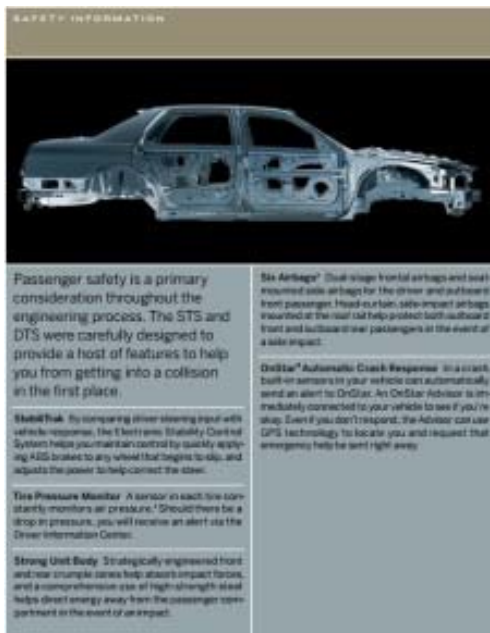 SAFETY INFORMATION
Passenger safety is a primary
consideration throughout the
engineering process. The STS and
DTS were carefully designed to
provide a host of features to help
you from getting into a collision
in the first place.
StabiliTrak By comparing driver steering input with
vehicle response, the Electronic Stability Control
System helps you maintain control by quickly apply-
ing ABS brakes to any wheel that begins to slip, and
adjusts the power to help correct the steer.
Tire Pressure Monitor A sensor in each tire con-
stantly monitors air pressure. Should there be a
drop in pressure, you will receive an alert via the
Driver Information Center.
Strong Unit Body Strategically engineered front
and rear crumple zones help absorb impact forces,
and a comprehensive use of high-strength steel
helps direct energy away from the passenger com-
partment in the event of an impact.
Six Airbags Dual-stage frontal airbags and seat-
mounted side airbags for the driver and outboard
front passenger. Head-curtain, side-impact airbags
mounted at the roof rail help protect both outboard
front and outboard rear passengers in the event of
a side impact.
OnStar® Automatic Crash Response In a crash,
built-in sensors in your vehicle can automatically
send an alert to OnStar. An OnStar Advisor is im-
mediately connected to your vehicle to see if you're
okay. Even if you don't respond, the Advisor can use
GPS technology to locate you and request that
emergency help be sent right away.